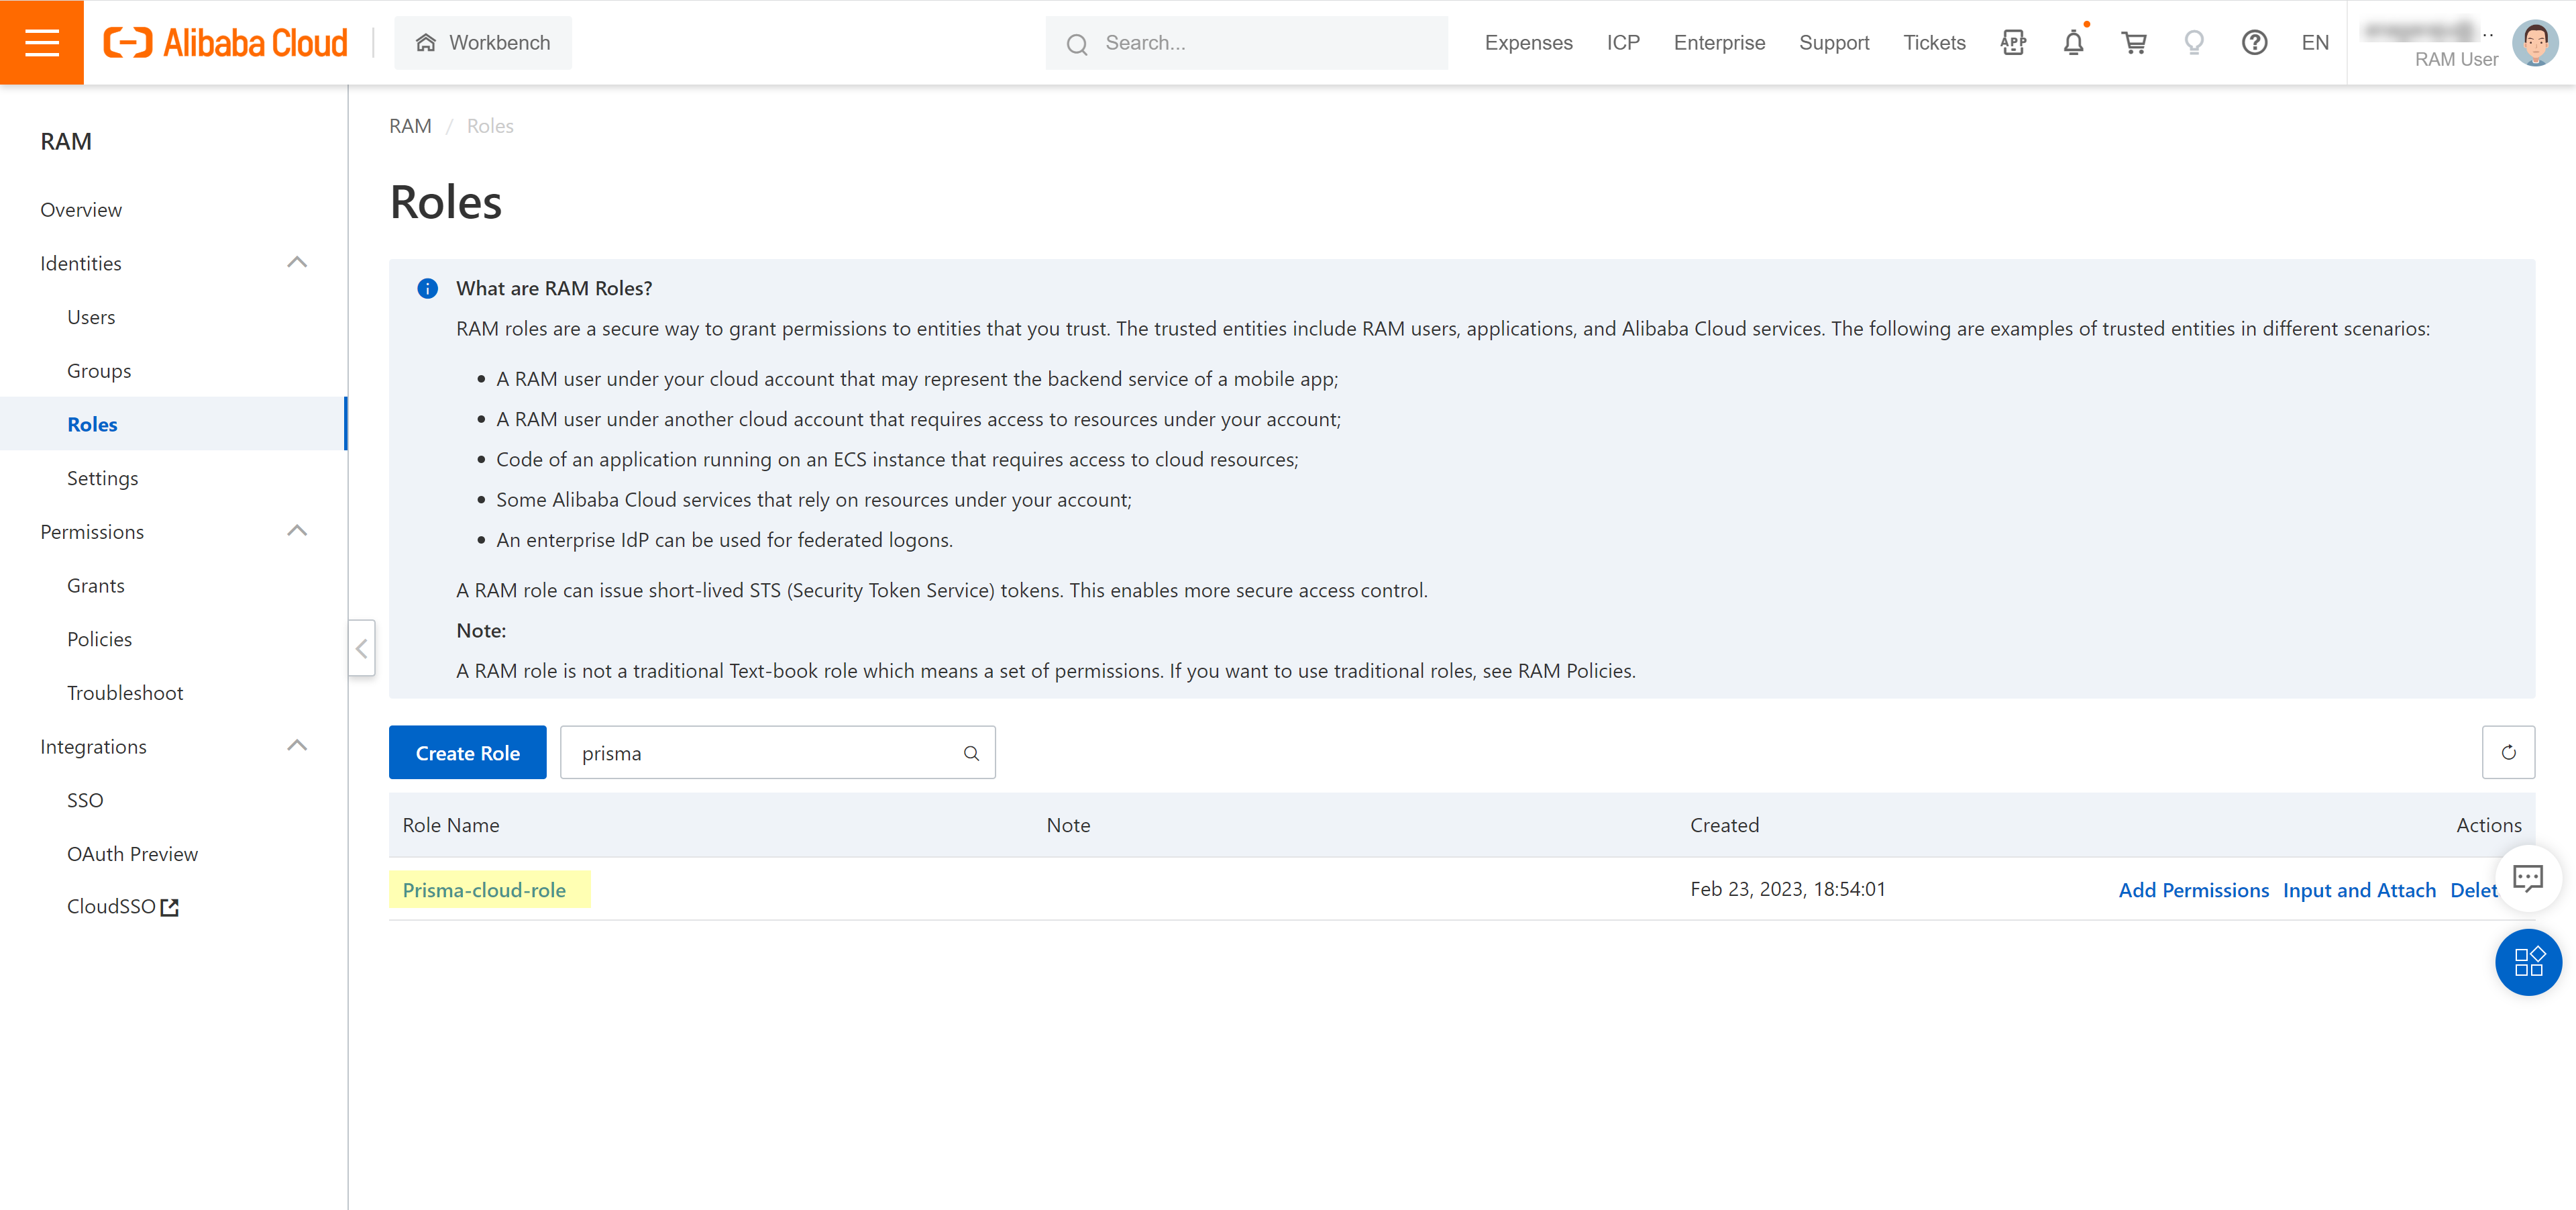 Alibaba Cloud
Workbench
Search...
Expenses
ICP
Enterprise
Support
Tickets
APP
EN
RAM User
RAM
Overview
Identities
Users
Groups
Roles
Settings
Permissions
Grants
Policies
Troubleshoot
Integrations
SSO
OAuth Preview
CloudSSO
RAM / Roles
Roles
What are RAM Roles?
RAM roles are a secure way to grant permissions to entities that you trust. The trusted entities include RAM users, applications, and Alibaba Cloud services. The following are examples of trusted entities in different scenarios:
• A RAM user under your cloud account that may represent the backend service of a mobile app;
• A RAM user under another cloud account that requires access to resources under your account;
• Code of an application running on an ECS instance that requires access to cloud resources;
• Some Alibaba Cloud services that rely on resources under your account;
• An enterprise IdP can be used for federated logons.
A RAM role can issue short-lived STS (Security Token Service) tokens. This enables more secure access control.
Note:
A RAM role is not a traditional Text-book role which means a set of permissions. If you want to use traditional roles, see RAM Policies.
Create Role
prisma
Role Name Note Created Actions
Prisma-cloud-role Feb 23, 2023, 18:54:01 Add Permissions Input and Attach Delet